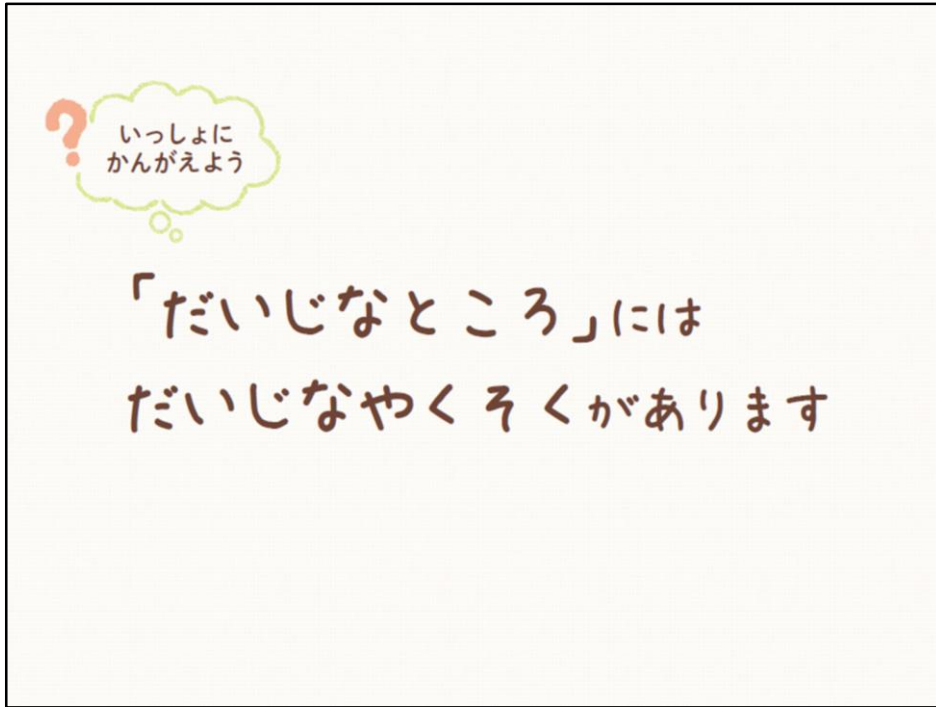 ?
いっしょに
かんがえよう
「だいじなところ」には
だいじなやくそくがあります